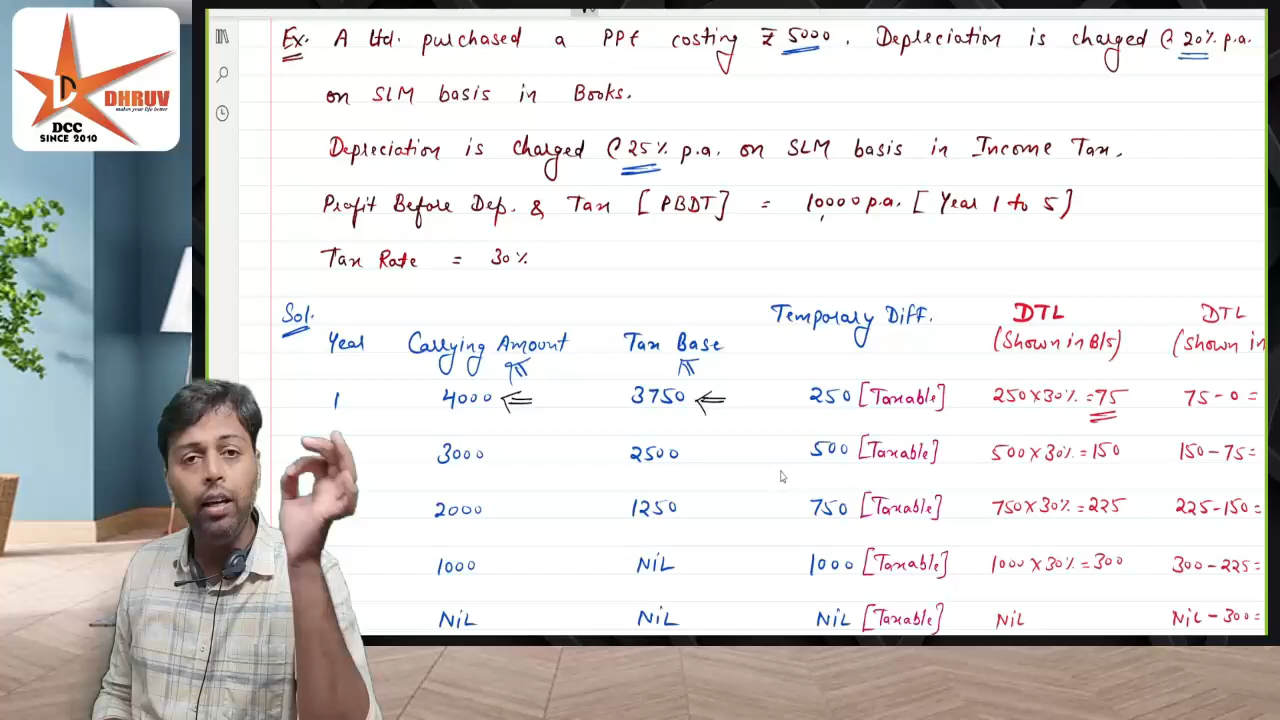 DHRUV
makes your life better
DCC
SINCE 2010
Ex. A Ltd. purchased a PPE costing ₹ 5000. Depreciation is charged @ 20% p.a.
on SLM basis in Books.
Depreciation is charged @ 25% p.a. on SLM basis in Income Tax.
Profit Before Dep. & Tax [PBDT] = 10000 p.a. [Year 1 to 5]
Tax Rate = 30%
Sol.
Year Carrying Amount Tax Base Temporary Diff. DTL (Shown in B/S) DTL (Shown in
1 4000 3750 250 [Taxable] 250 x 30% = 75 75 - 0 =
3000 2500 500 [Taxable] 500 x 30% = 150 150 - 75 =
2000 1250 750 [Taxable] 750 x 30% = 225 225 - 150 =
1000 NiL 1000 [Taxable] 1000 x 30% = 300 300 - 225 =
NiL NiL NiL [Taxable] NiL NiL - 300 =